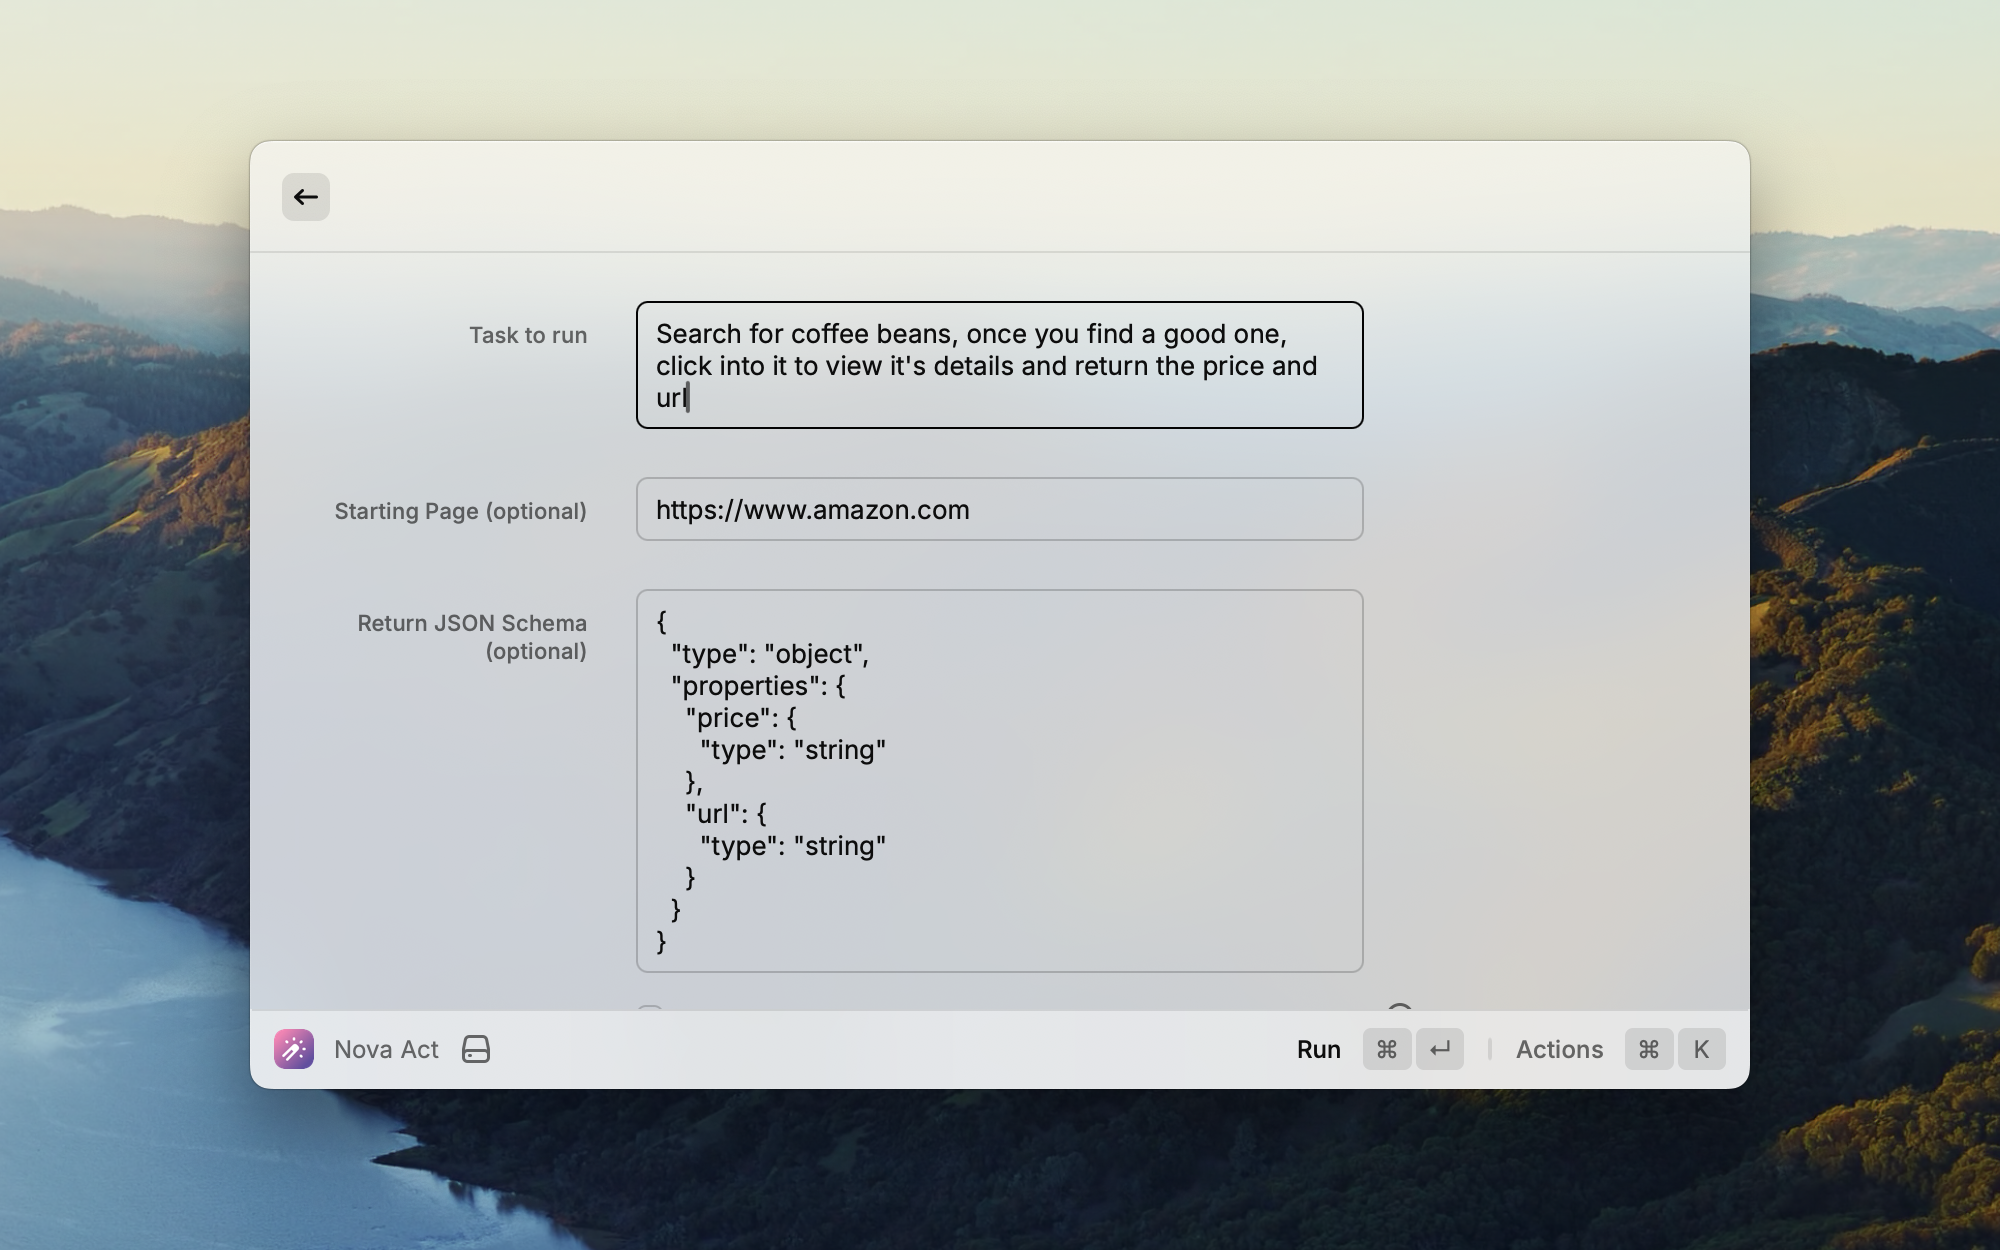 Task to run
Search for coffee beans, once you find a good one,
click into it to view it's details and return the price and
url
Starting Page (optional)
https://www.amazon.com
Return JSON Schema
(optional)
{
  "type": "object",
  "properties": {
    "price": {
      "type": "string"
    },
    "url": {
      "type": "string"
    }
  }
}
Nova Act
Run ⌘ ↵ | Actions ⌘ K